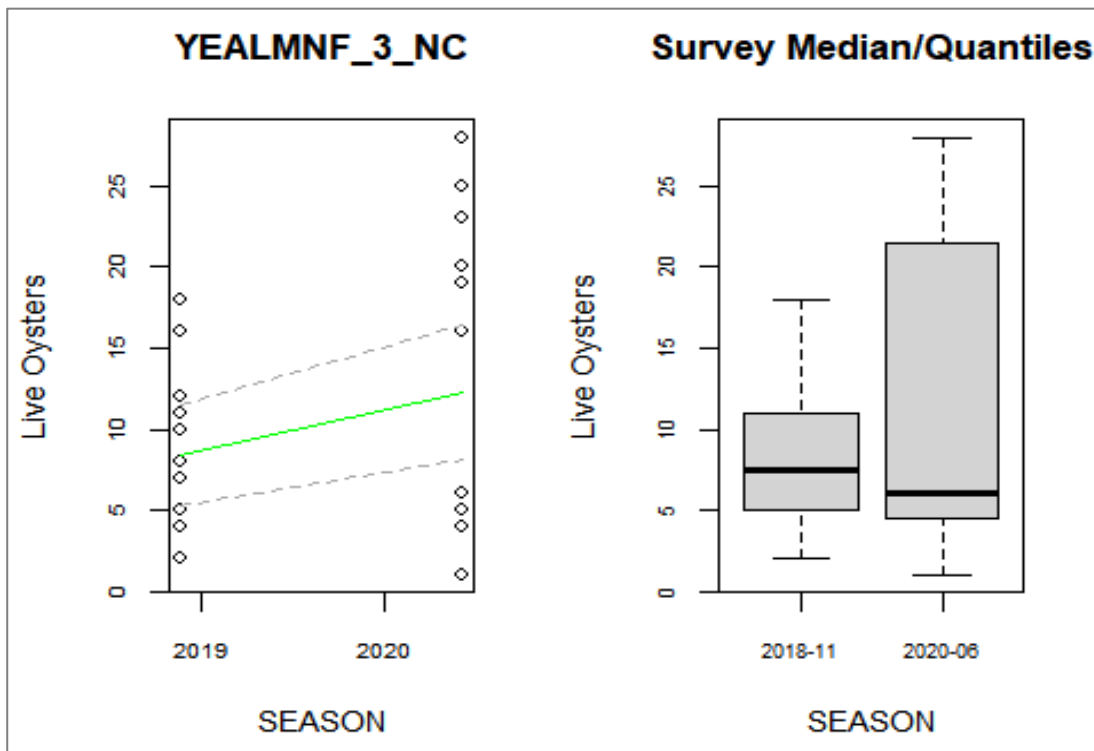 YEALMNF_3_NC
Live Oysters
25
20
15
10
5
0
2019 2020
SEASON
Survey Median/Quantiles
Live Oysters
25
20
15
10
5
0
2018-11 2020-06
SEASON